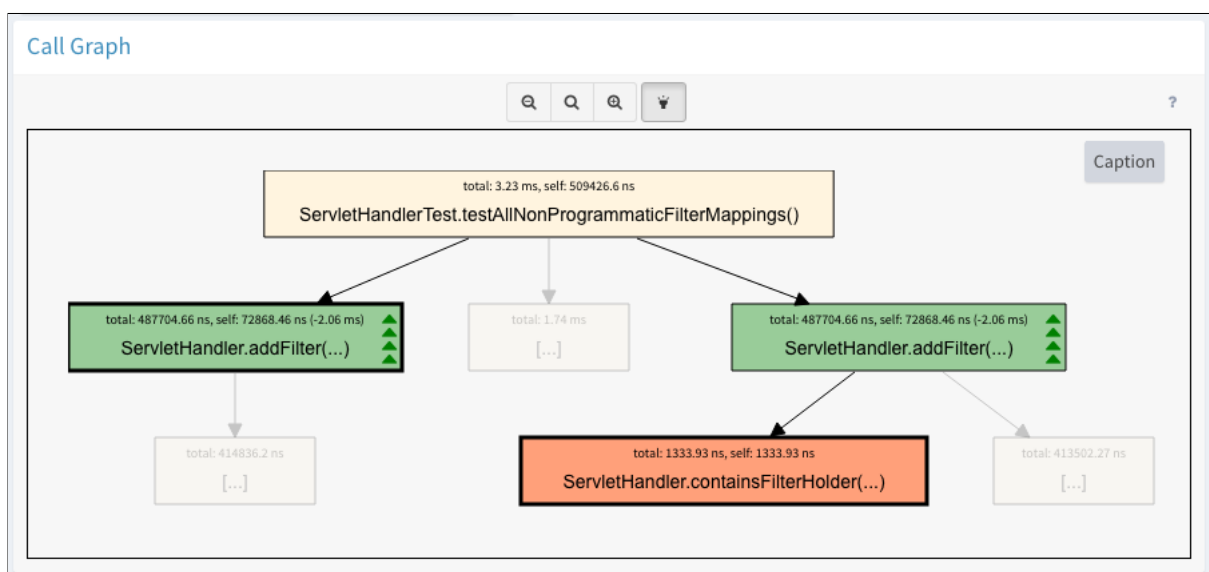 Call Graph
?
Caption
total: 3.23 ms, self: 509426.6 ns
ServletHandlerTest.testAllNonProgrammaticFilterMappings()
total: 487704.66 ns, self: 72868.46 ns (-2.06 ms)
ServletHandler.addFilter(...)
total: 1.74 ms
[...]
total: 487704.66 ns, self: 72868.46 ns (-2.06 ms)
ServletHandler.addFilter(...)
total: 414836.2 ns
[...]
total: 1333.93 ns, self: 1333.93 ns
ServletHandler.containsFilterHolder(...)
total: 413502.27 ns
[...]